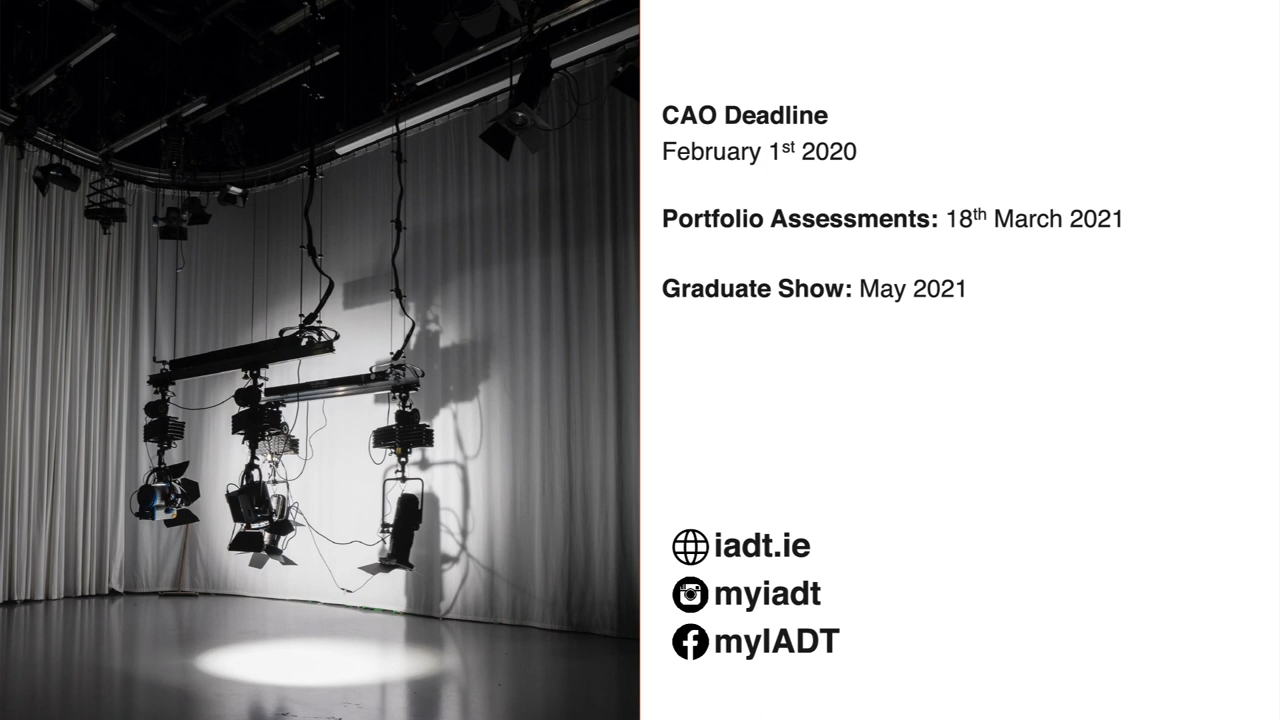 CAO Deadline
February 1st 2020
Portfolio Assessments: 18th March 2021
Graduate Show: May 2021
iadt.ie
myiadt
myIADT